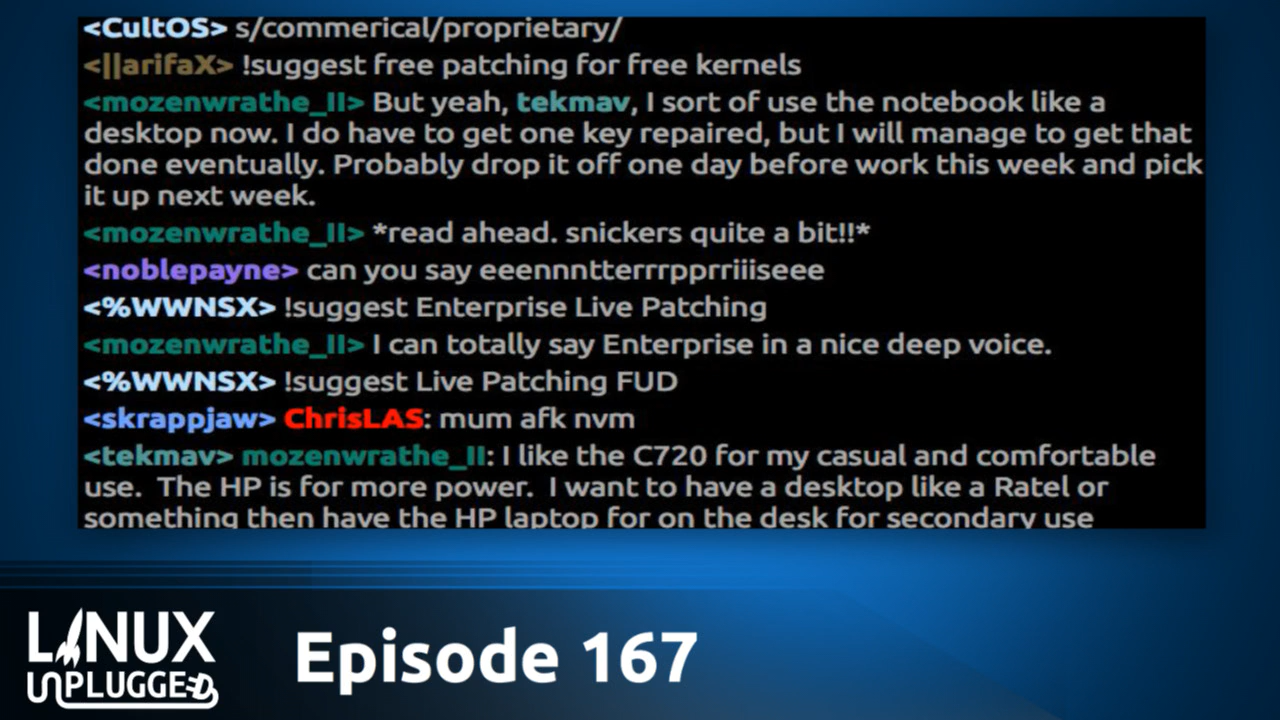 <CultOS> s/commerical/proprietary/
<||arifaX> !suggest free patching for free kernels
<mozenwrathe_II> But yeah, tekmav, I sort of use the notebook like a
desktop now. I do have to get one key repaired, but I will manage to get that
done eventually. Probably drop it off one day before work this week and pick
it up next week.
<mozenwrathe_II> *read ahead. snickers quite a bit!!*
<noblepayne> can you say eeennntterrrpprriiiseee
<%WWNSX> !suggest Enterprise Live Patching
<mozenwrathe_II> I can totally say Enterprise in a nice deep voice.
<%WWNSX> !suggest Live Patching FUD
<skrappjaw> ChrisLAS: mum afk nvm
<tekmav> mozenwrathe_II: I like the C720 for my casual and comfortable
use.  The HP is for more power.  I want to have a desktop like a Ratel or
something then have the HP laptop for on the desk for secondary use
LINUX
UNPLUGGED
Episode 167